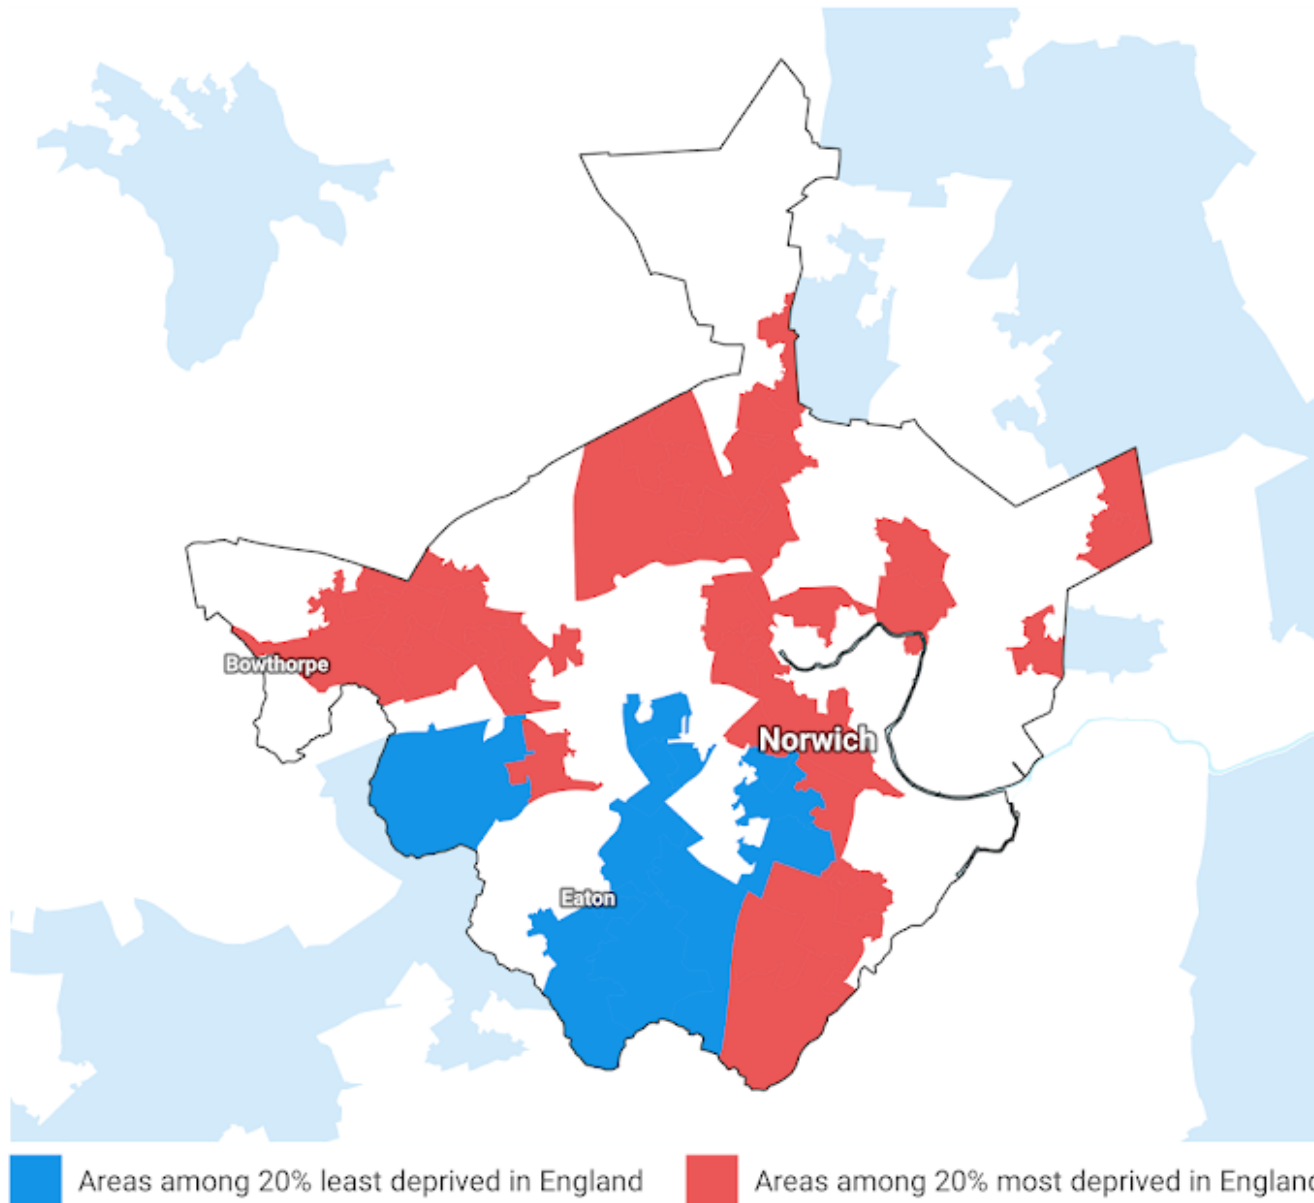 Bowthorpe
Norwich
Eaton
Areas among 20% least deprived in England
Areas among 20% most deprived in Englan